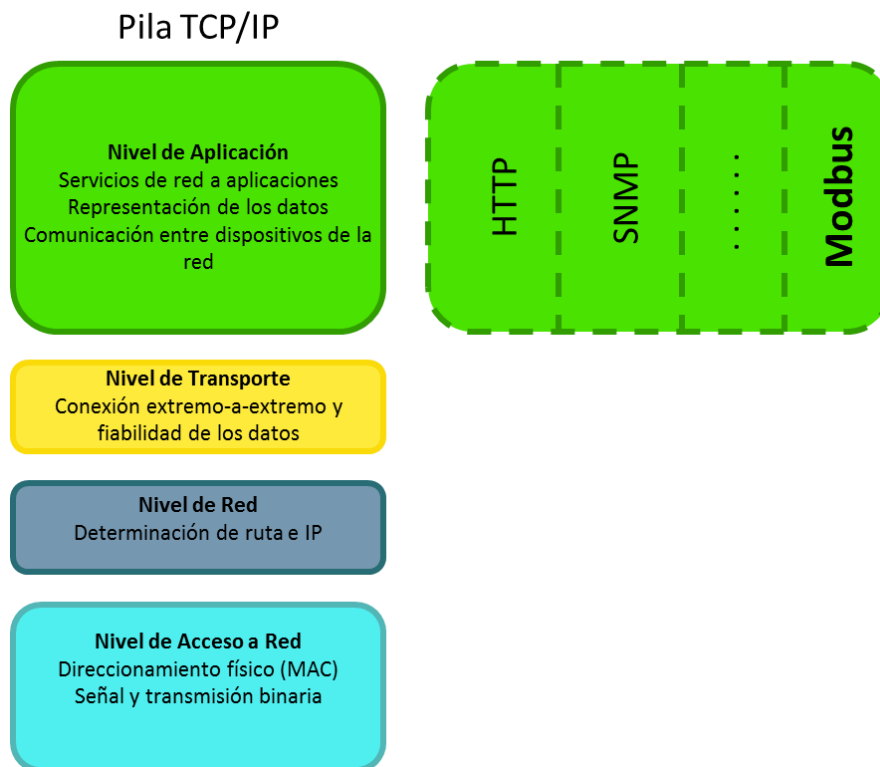 Pila TCP/IP
Nivel de Aplicación
Servicios de red a aplicaciones
Representación de los datos
Comunicación entre dispositivos de la
red
HTTP
SNMP
......
Modbus
Nivel de Transporte
Conexión extremo-a-extremo y
fiabilidad de los datos
Nivel de Red
Determinación de ruta e IP
Nivel de Acceso a Red
Direccionamiento físico (MAC)
Señal y transmisión binaria